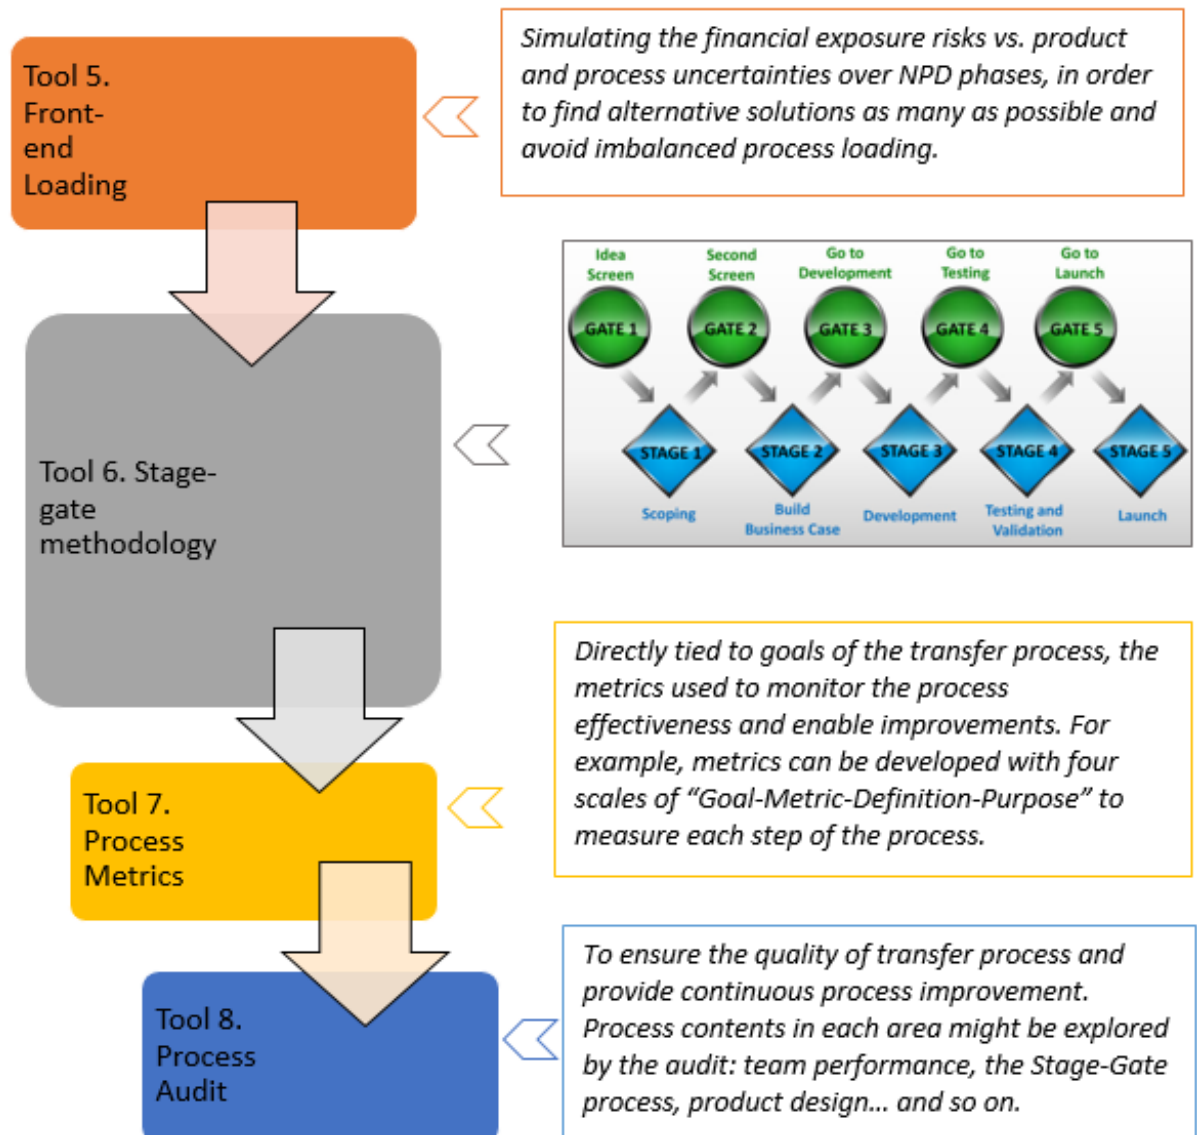 Tool 5.
Front-
end
Loading
Simulating the financial exposure risks vs. product
and process uncertainties over NPD phases, in order
to find alternative solutions as many as possible and
avoid imbalanced process loading.
Tool 6. Stage-
gate
methodology
Idea
Screen
Second
Screen
Go to
Development
Go to
Testing
Go to
Launch
GATE 1
GATE 2
GATE 3
GATE 4
GATE 5
STAGE 1
STAGE 2
STAGE 3
STAGE 4
STAGE 5
Scoping
Build
Business Case
Development
Testing and
Validation
Launch
Tool 7.
Process
Metrics
Directly tied to goals of the transfer process, the
metrics used to monitor the process
effectiveness and enable improvements. For
example, metrics can be developed with four
scales of “Goal-Metric-Definition-Purpose” to
measure each step of the process.
Tool 8.
Process
Audit
To ensure the quality of transfer process and
provide continuous process improvement.
Process contents in each area might be explored
by the audit: team performance, the Stage-Gate
process, product design... and so on.